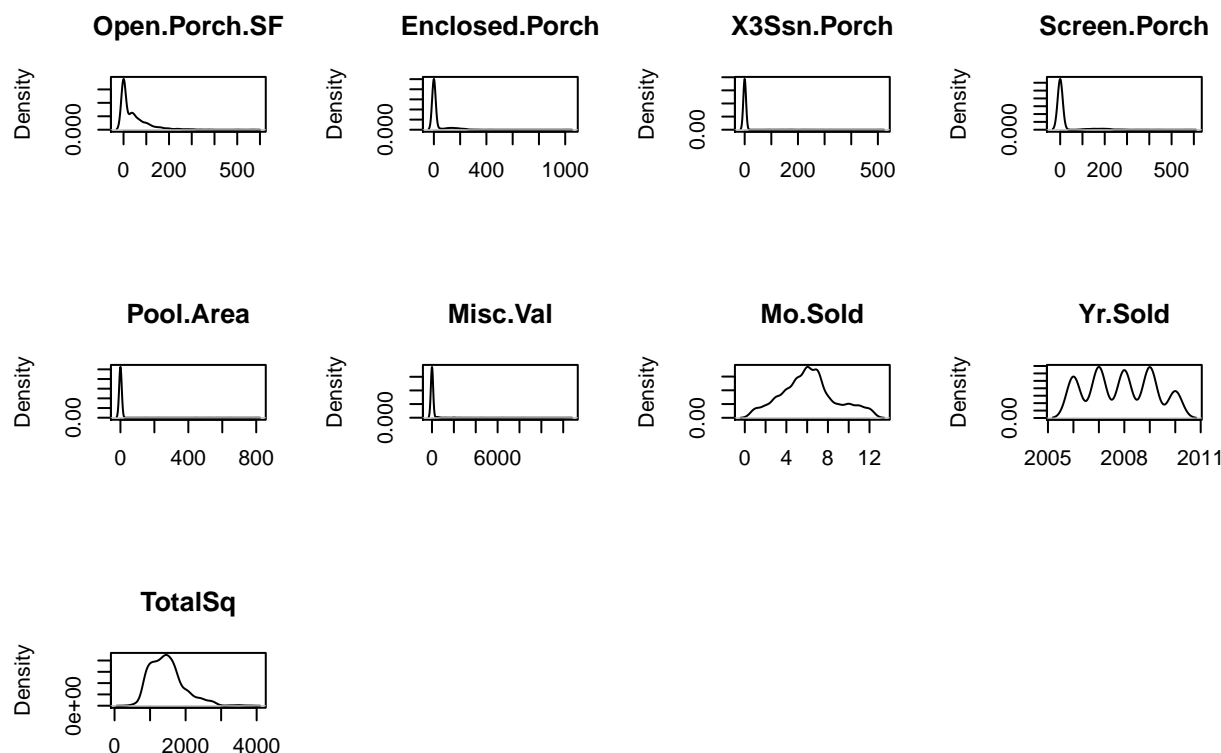 Open.Porch.SF
Enclosed.Porch
X3Ssn.Porch
Screen.Porch
Density
0.000
0 200 500
Density
0.000
0 400 1000
Density
0.00
0 200 500
Density
0.000
0 200 500
Pool.Area
Misc.Val
Mo.Sold
Yr.Sold
Density
0.00
0 400 800
Density
0.000
0 6000
Density
0.00
0 4 8 12
Density
0.00
2005 2008 2011
TotalSq
Density
0e+00
0 2000 4000